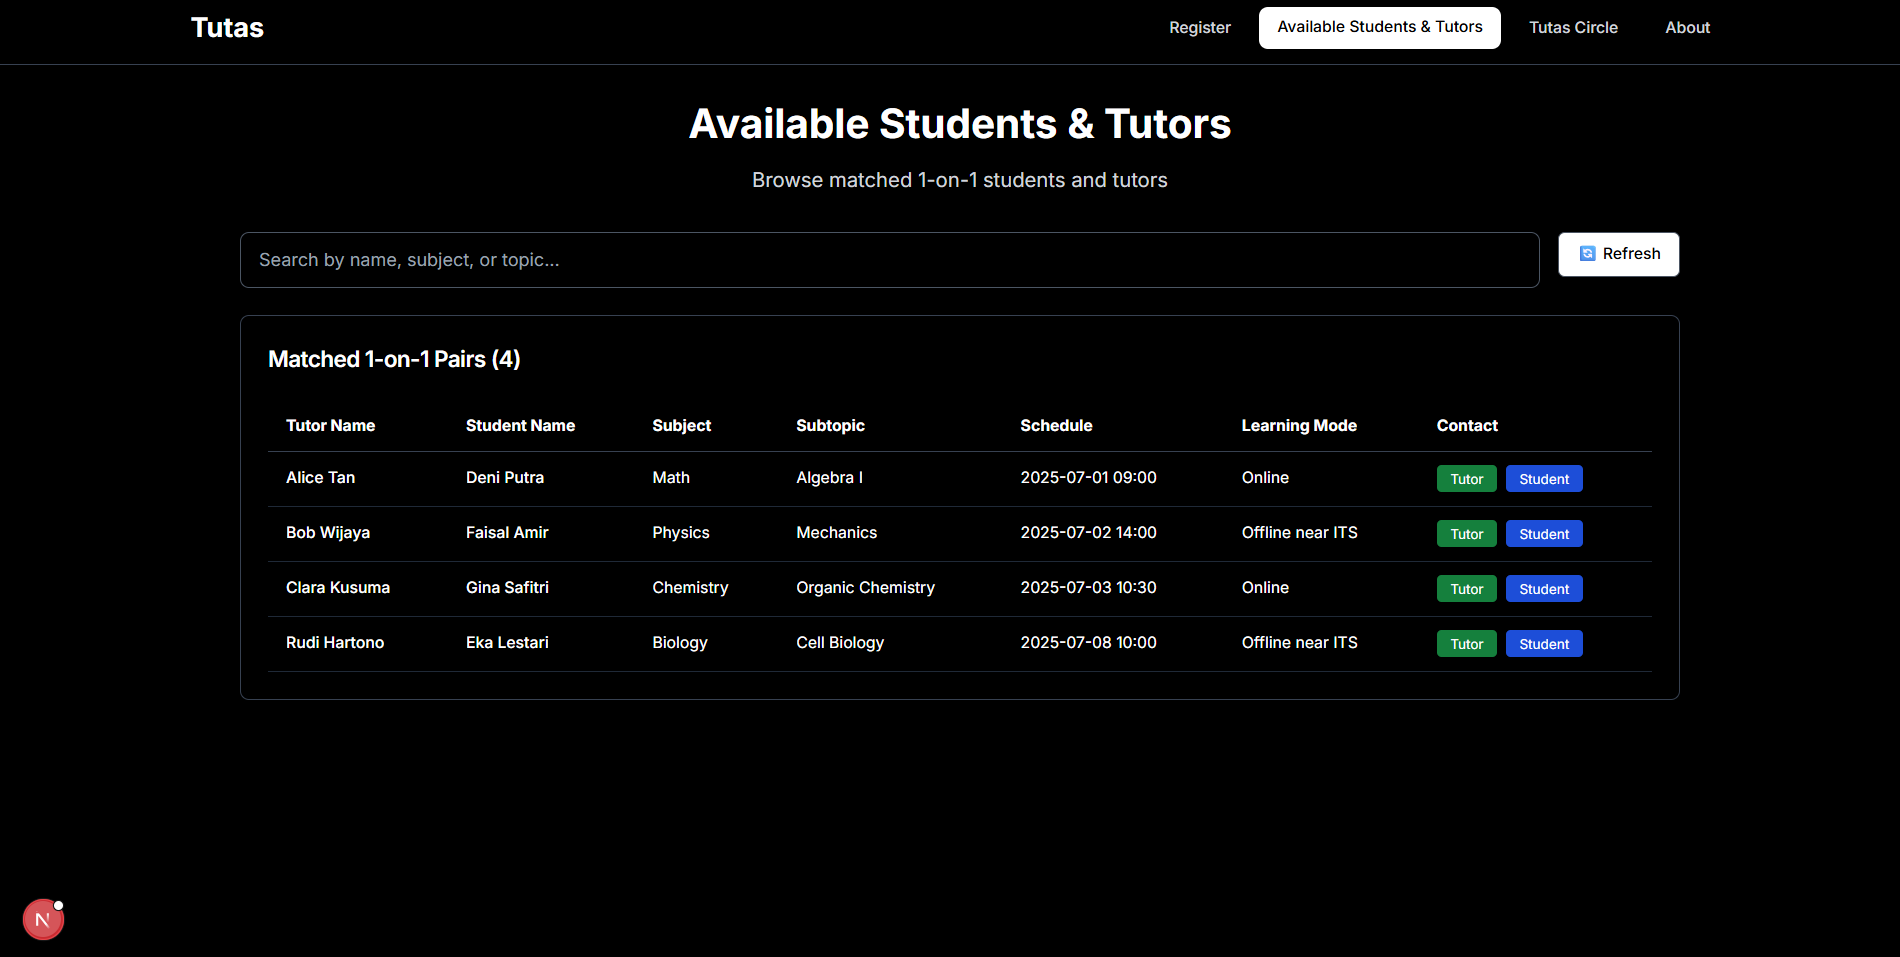 Tutas
Register Available Students & Tutors Tutas Circle About
Available Students & Tutors
Browse matched 1-on-1 students and tutors
Search by name, subject, or topic...
Refresh
Matched 1-on-1 Pairs (4)
Tutor Name Student Name Subject Subtopic Schedule Learning Mode Contact
Alice Tan Deni Putra Math Algebra I 2025-07-01 09:00 Online Tutor Student
Bob Wijaya Faisal Amir Physics Mechanics 2025-07-02 14:00 Offline near ITS Tutor Student
Clara Kusuma Gina Safitri Chemistry Organic Chemistry 2025-07-03 10:30 Online Tutor Student
Rudi Hartono Eka Lestari Biology Cell Biology 2025-07-08 10:00 Offline near ITS Tutor Student
N